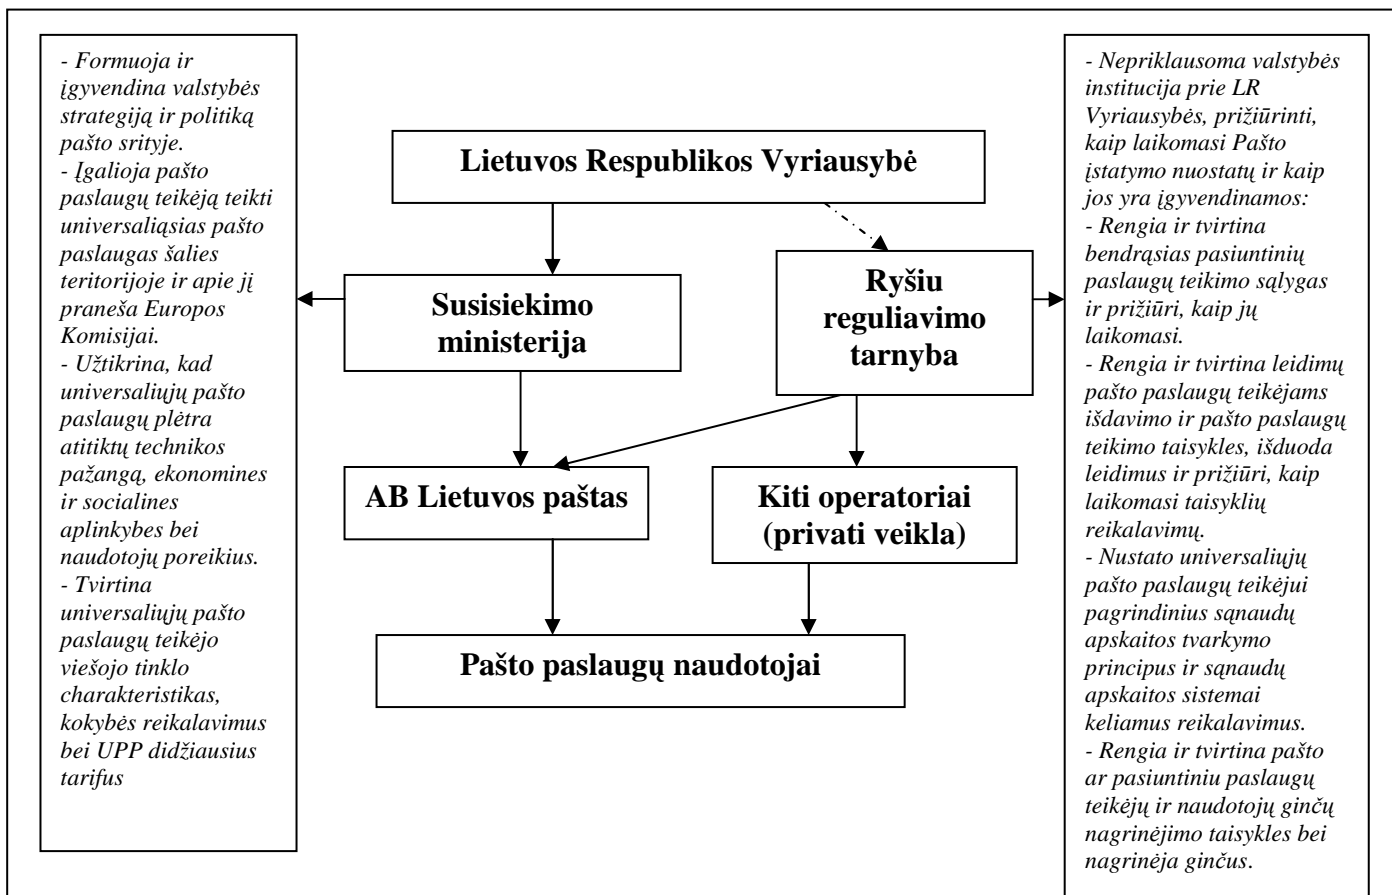 - Formuoja ir
įgyvendina valstybės
strategiją ir politiką
pašto srityje.
- Įgalioja pašto
paslaugų teikėją teikti
universaliąsias pašto
paslaugas šalies
teritorijoje ir apie jį
praneša Europos
Komisijai.
- Užtikrina, kad
universaliųjų pašto
paslaugų plėtra
atitiktų technikos
pažangą, ekonomines
ir socialines
aplinkybes bei
naudotojų poreikius.
- Tvirtina
universaliųjų pašto
paslaugų teikėjo
viešojo tinklo
charakteristikas,
kokybės reikalavimus
bei UPP didžiausius
tarifus
Lietuvos Respublikos Vyriausybė
Susisiekimo
ministerija
Ryšiu
reguliavimo
tarnyba
AB Lietuvos paštas
Kiti operatoriai
(privati veikla)
Pašto paslaugų naudotojai
- Nepriklausoma valstybės
institucija prie LR
Vyriausybės, prižiūrinti,
kaip laikomasi Pašto
įstatymo nuostatų ir kaip
jos yra įgyvendinamos:
- Rengia ir tvirtina
bendrąsias pasiuntinių
paslaugų teikimo sąlygas
ir prižiūri, kaip jų
laikomasi.
- Rengia ir tvirtina leidimų
pašto paslaugų teikėjams
išdavimo ir pašto paslaugų
teikimo taisykles, išduoda
leidimus ir prižiūri, kaip
laikomasi taisyklių
reikalavimų.
- Nustato universaliųjų
pašto paslaugų teikėjui
pagrindinius sąnaudų
apskaitos tvarkymo
principus ir sąnaudų
apskaitos sistemai
keliamus reikalavimus.
- Rengia ir tvirtina pašto
ar pasiuntiniu paslaugų
teikėjų ir naudotojų ginčų
nagrinėjimo taisykles bei
nagrinėja ginčus.